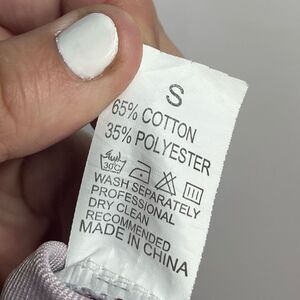 S
65% COTTON
35% POLYESTER
30°C
WASH SEPARATELY
PROFESSIONAL
DRY CLEAN
RECOMMENDED
MADE IN CHINA